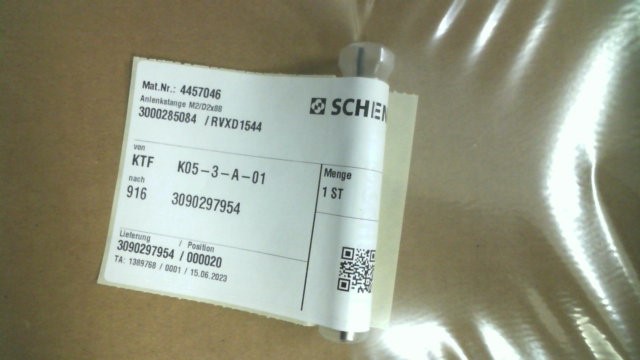 Mat.Nr.: 4457046
Anlenkstange M2/D2x88
3000285084 / RVXD1544
SCHEN
von
KTF K05-3-A-01
nach
916 3090297954
Menge
1 ST
Lieferung / Position
3090297954 / 000020
TA: 1389768 / 0001 / 15.06.2023